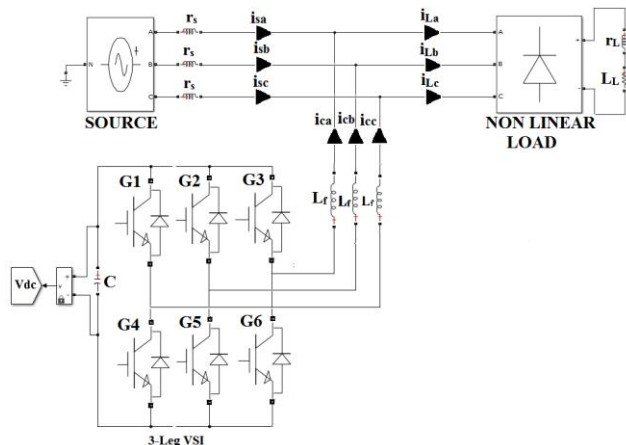 rs isa iLa
A A
rs isb iLb rL
N B B
rs isc iLc LL
C C
SOURCE
ica icb icc
NON LINEAR
LOAD
G1 G2 G3
Lf Lf Lf
Vdc v C
G4 G5 G6
3-Leg VSI